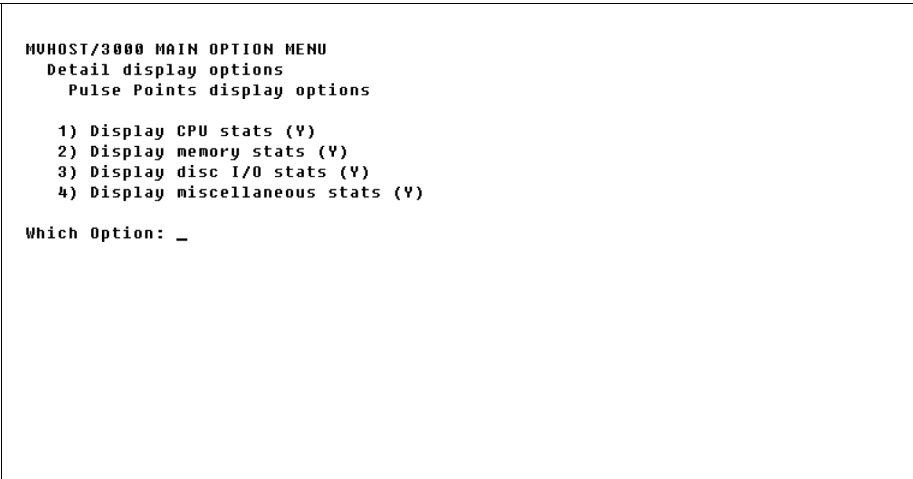 MVHOST/3000 MAIN OPTION MENU
Detail display options
Pulse Points display options
1) Display CPU stats (Y)
2) Display memory stats (Y)
3) Display disc I/O stats (Y)
4) Display miscellaneous stats (Y)
Which Option: _